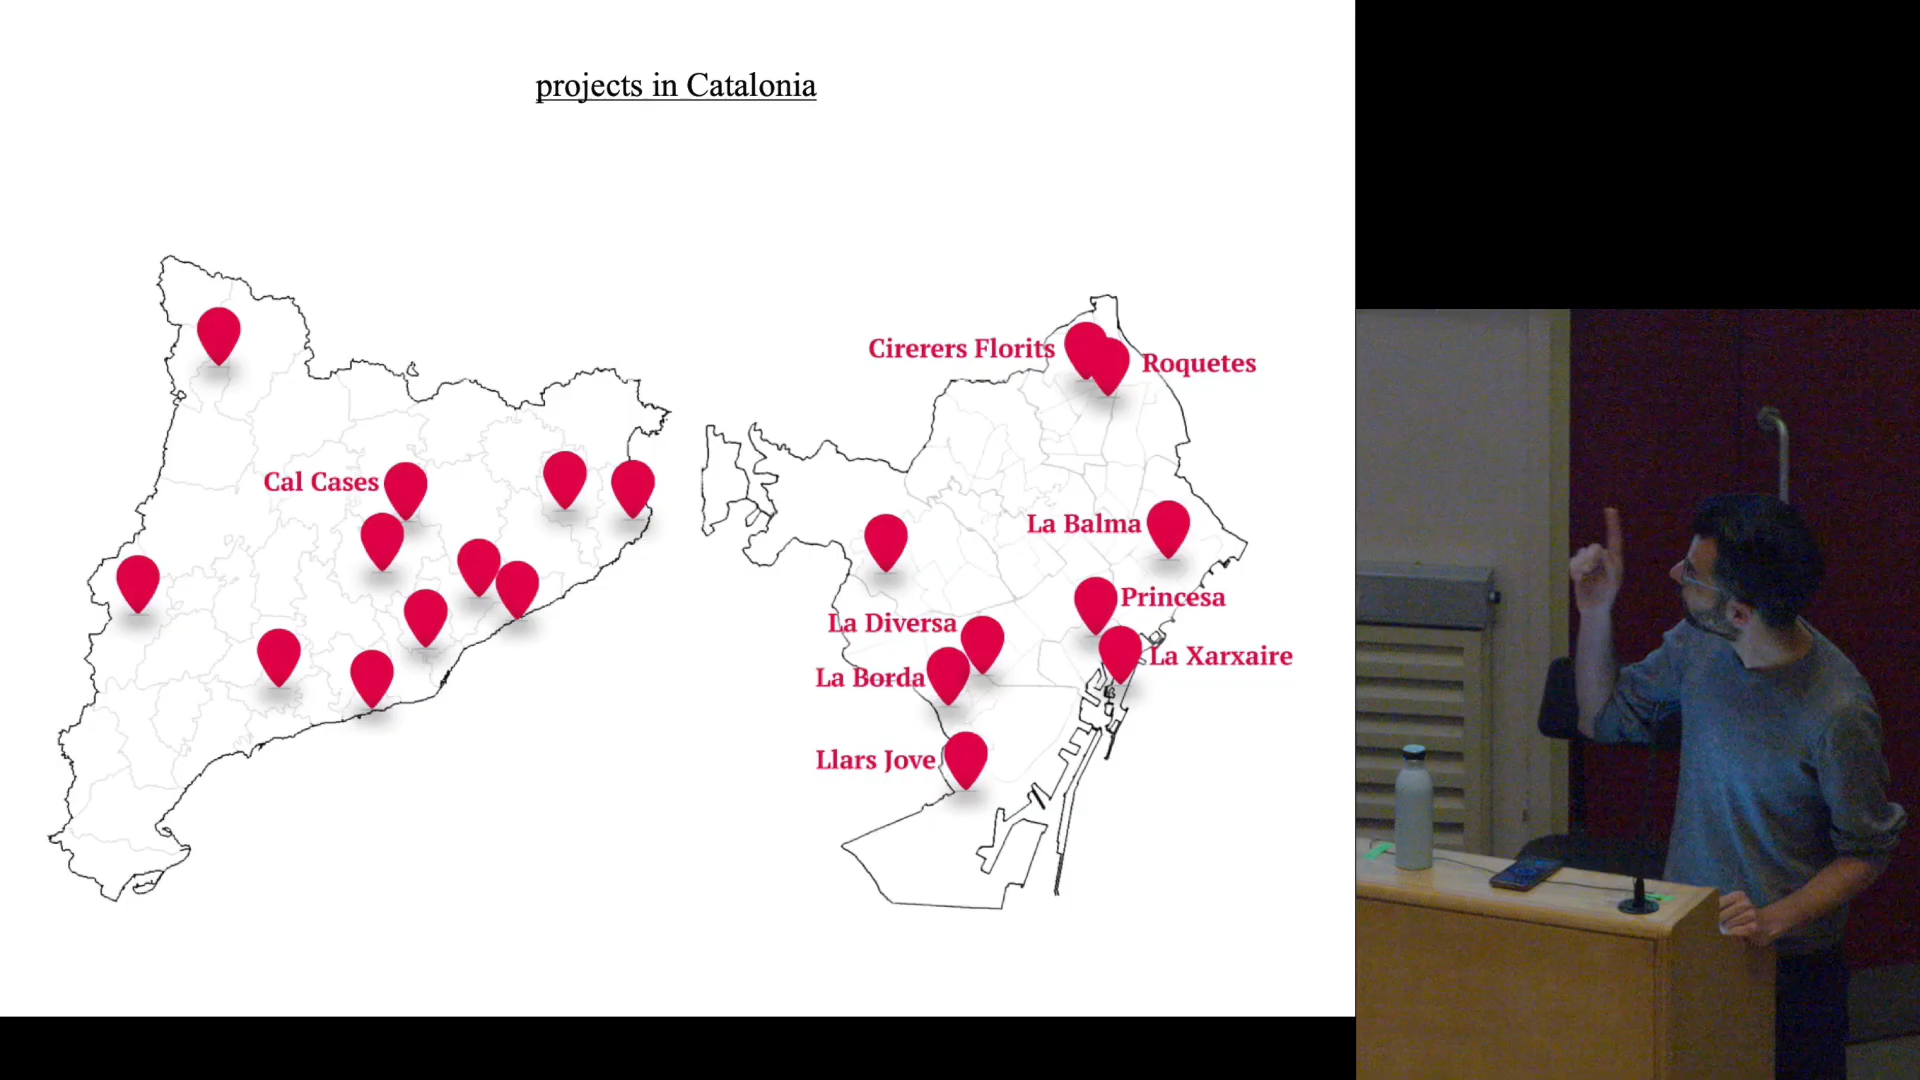 projects in Catalonia
Cal Cases
Cirerers Florits
Roquetes
La Balma
Princesa
La Diversa
La Xarxaire
La Borda
Llars Jove